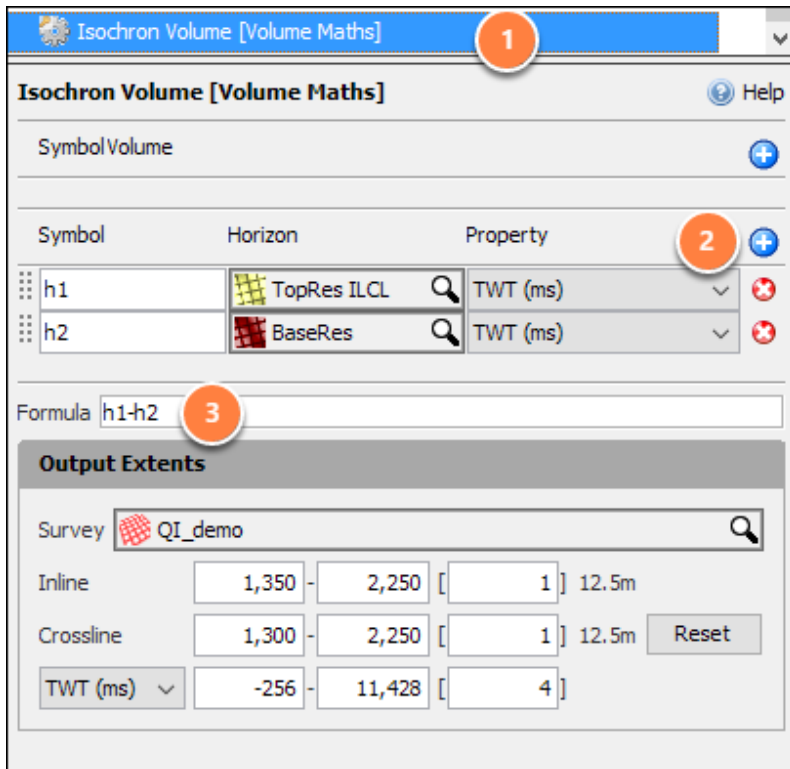 Isochron Volume [Volume Maths] 1
Isochron Volume [Volume Maths] Help
Symbol Volume
Symbol Horizon Property 2
h1 TopRes ILCL TWT (ms)
h2 BaseRes TWT (ms)
Formula h1-h2 3
Output Extents
Survey QI_demo
Inline 1,350 - 2,250 [ 1 ] 12.5m
Crossline 1,300 - 2,250 [ 1 ] 12.5m Reset
TWT (ms) -256 - 11,428 [ 4 ]